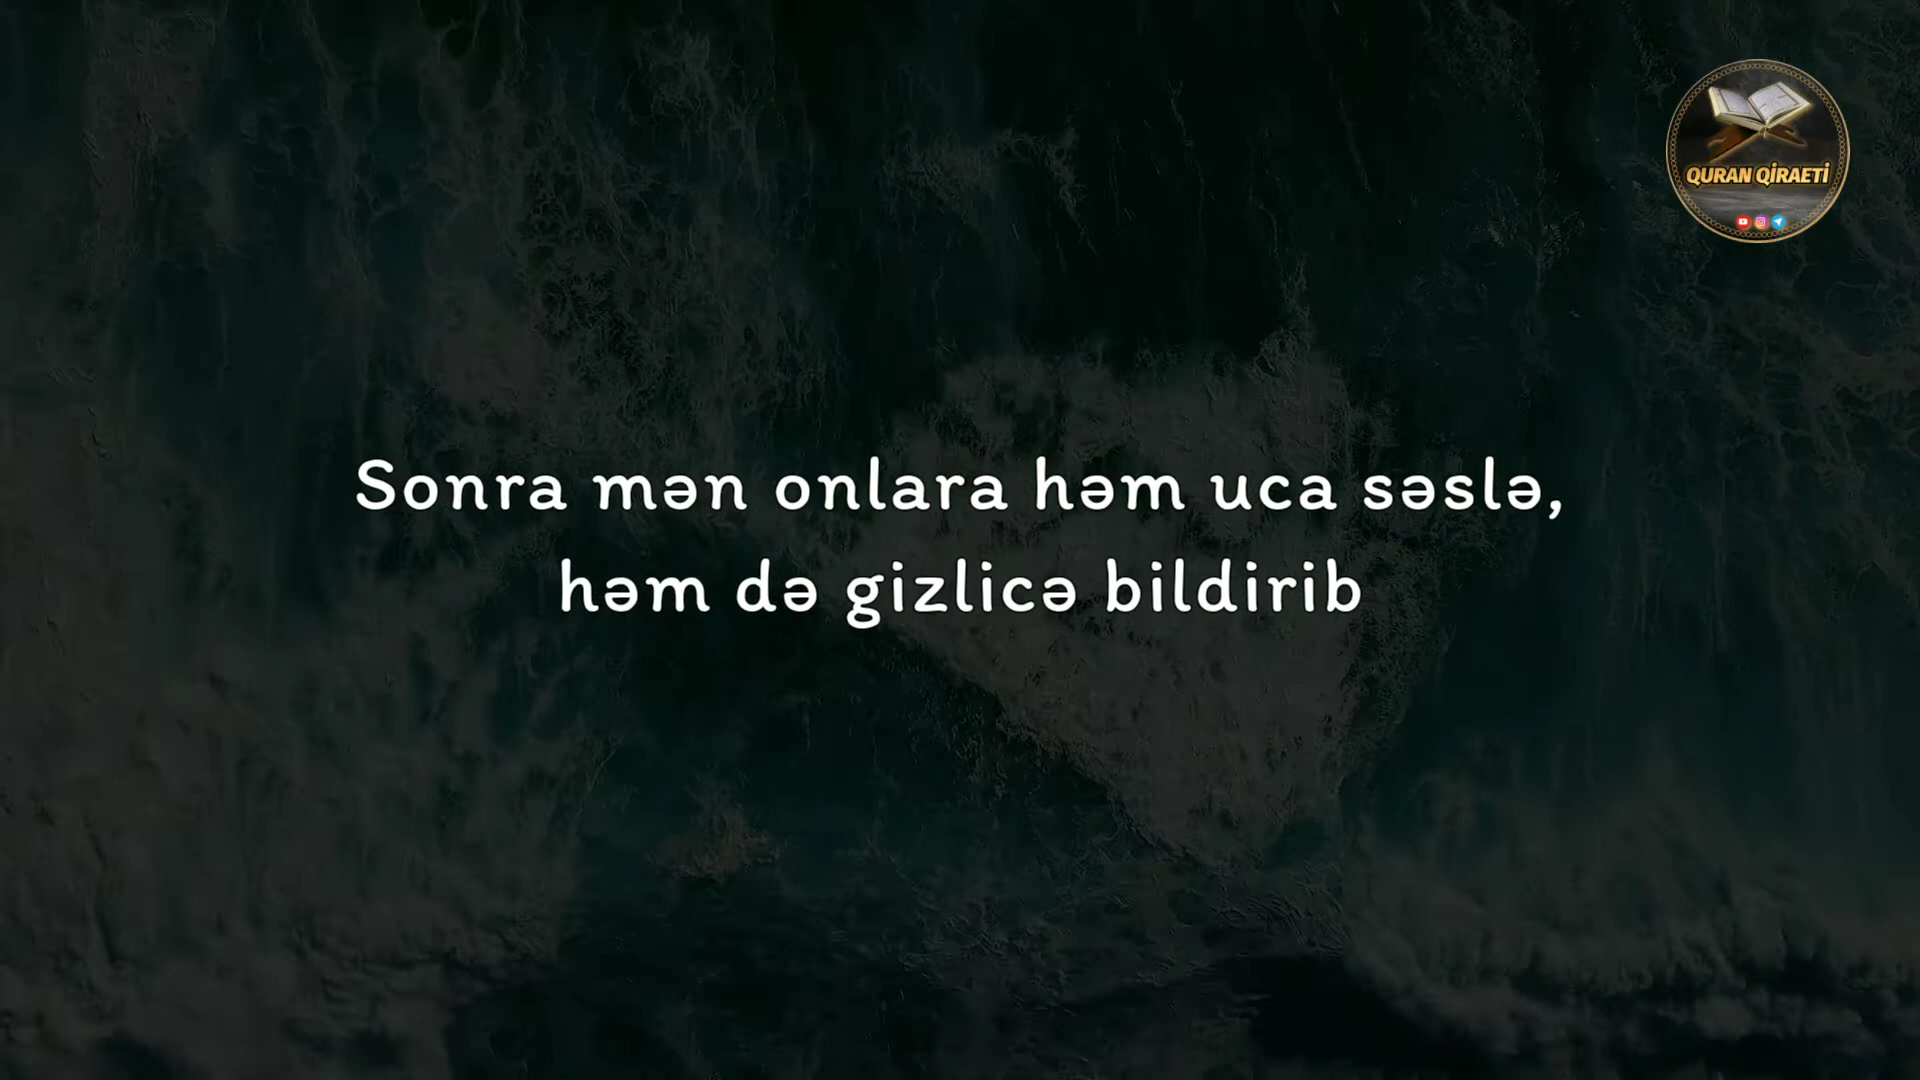 QURAN QİRAETİ
Sonra mən onlara həm uca səslə,
həm də gizlicə bildirib